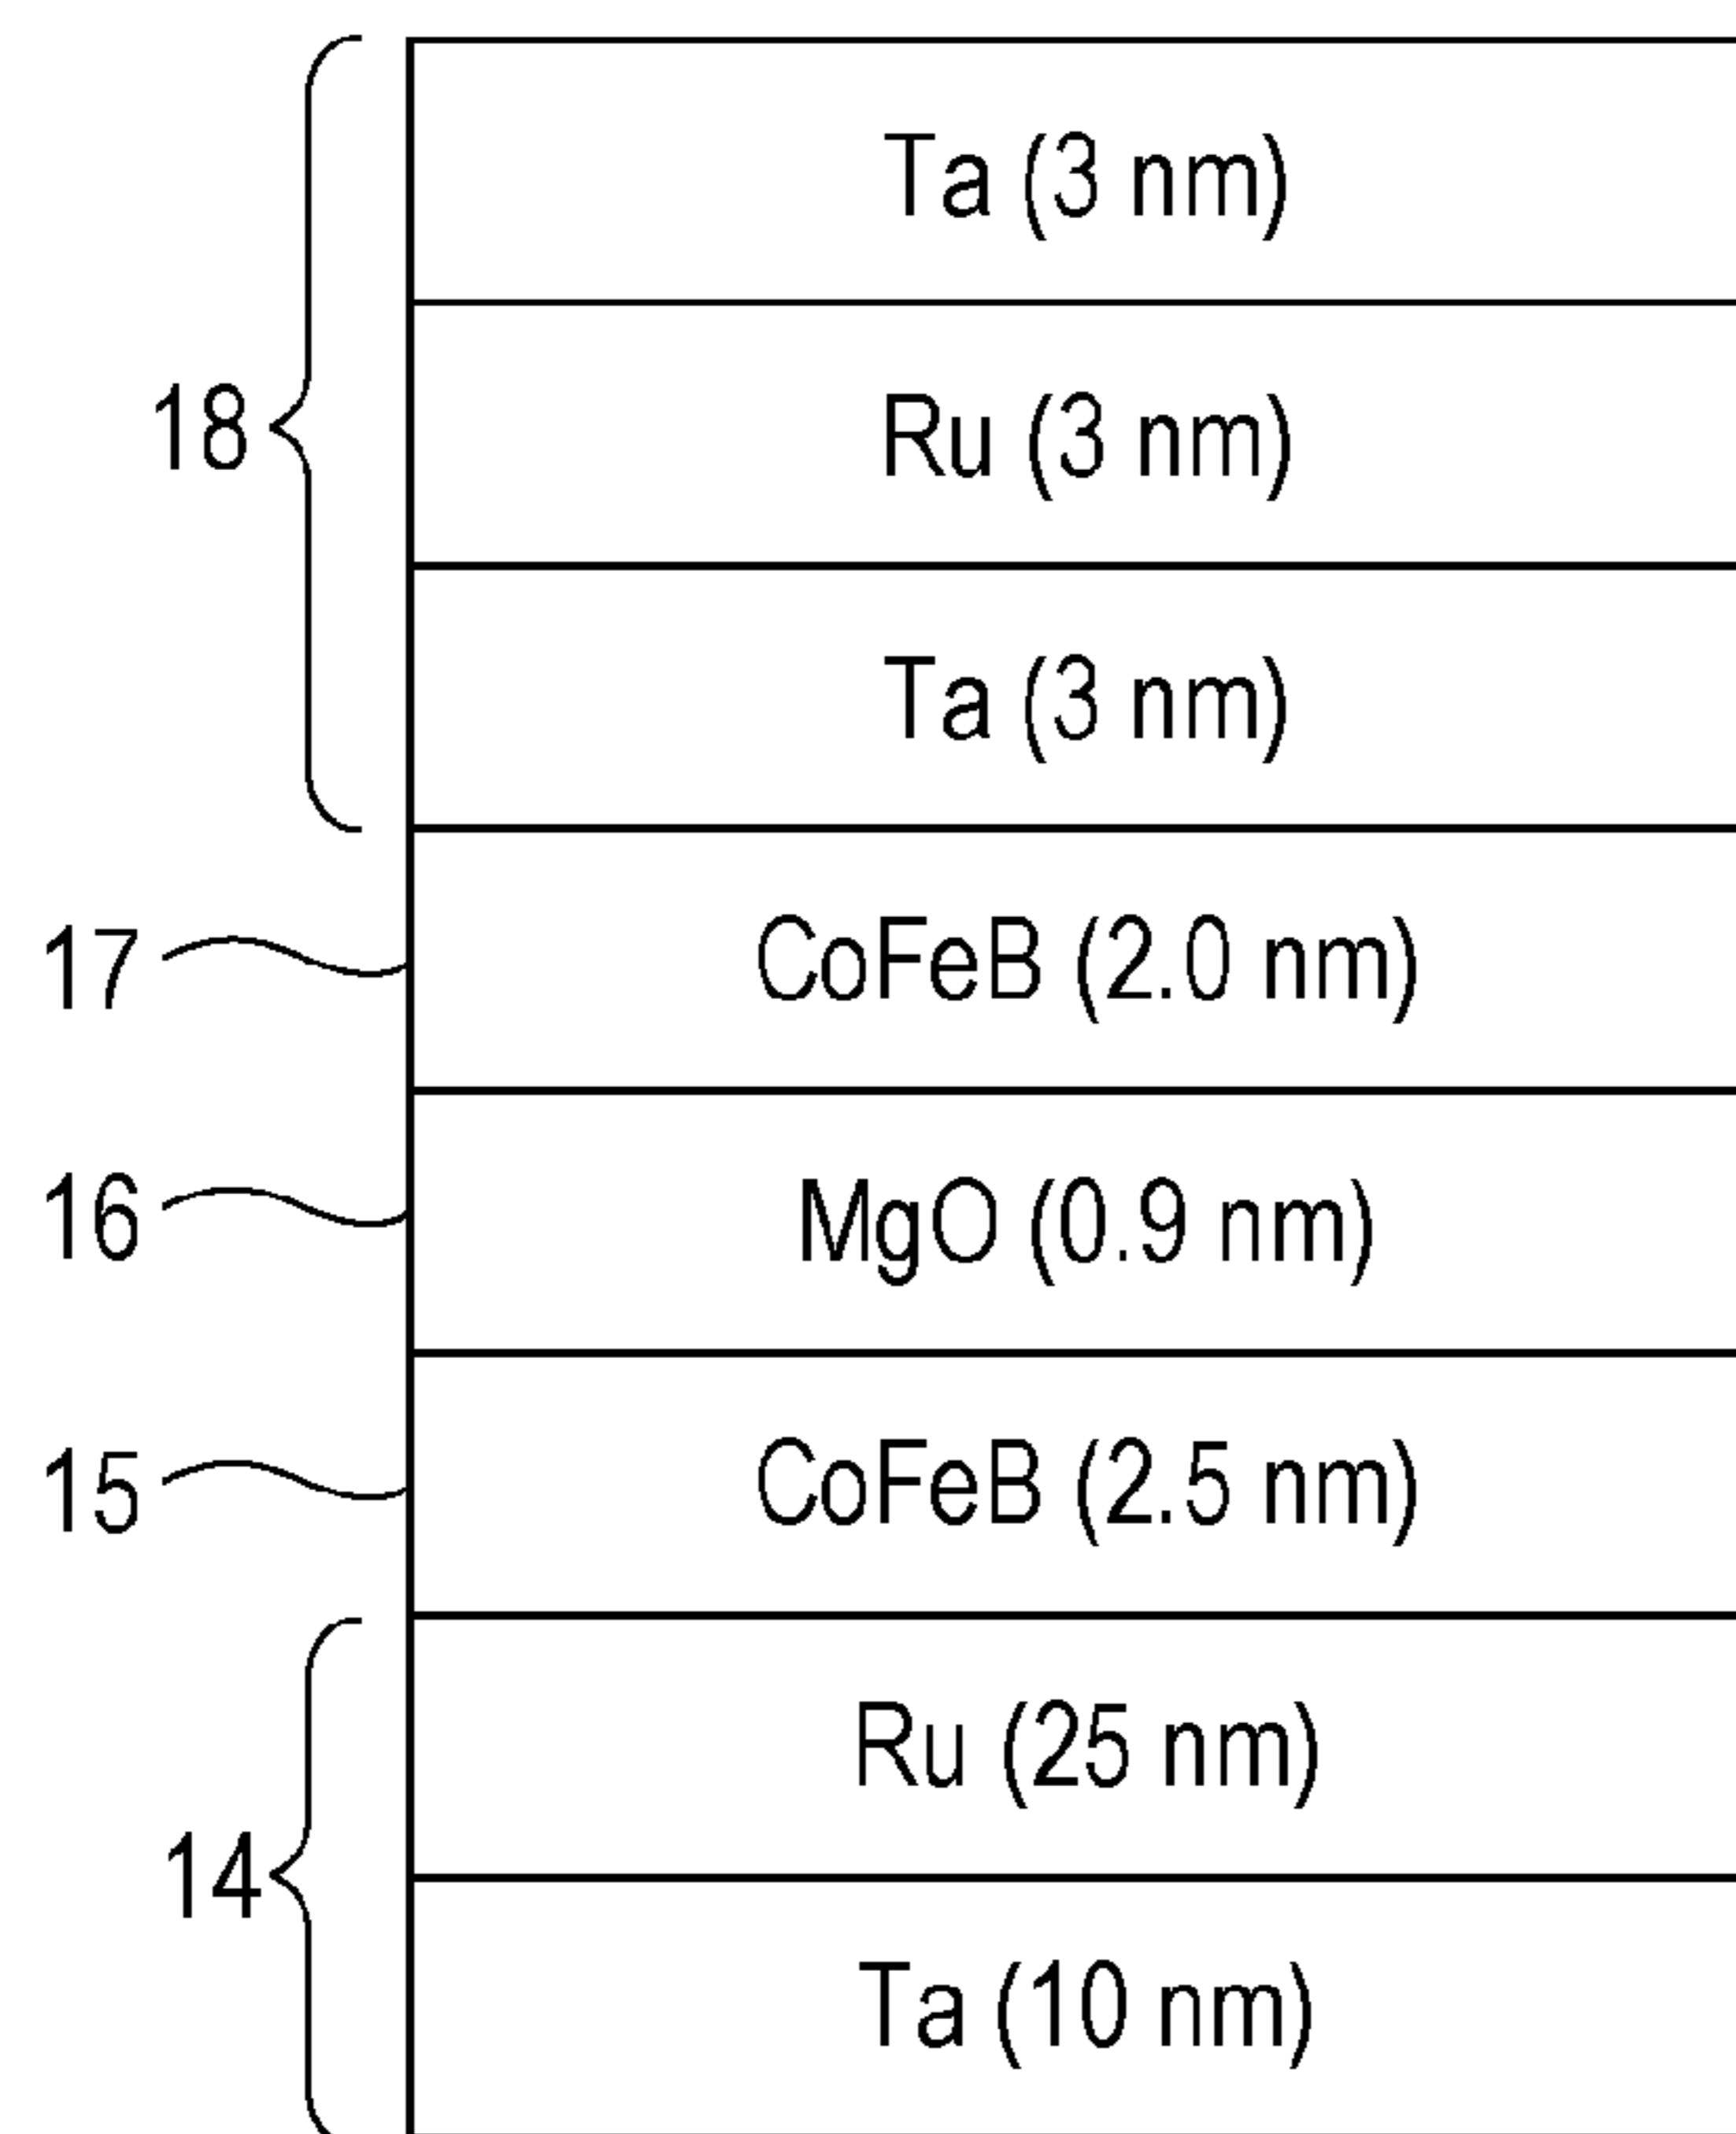 Ta (3 nm)
18
Ru (3 nm)
Ta (3 nm)
17
CoFeB (2.0 nm)
16
MgO (0.9 nm)
15
CoFeB (2.5 nm)
Ru (25 nm)
14
Ta (10 nm)